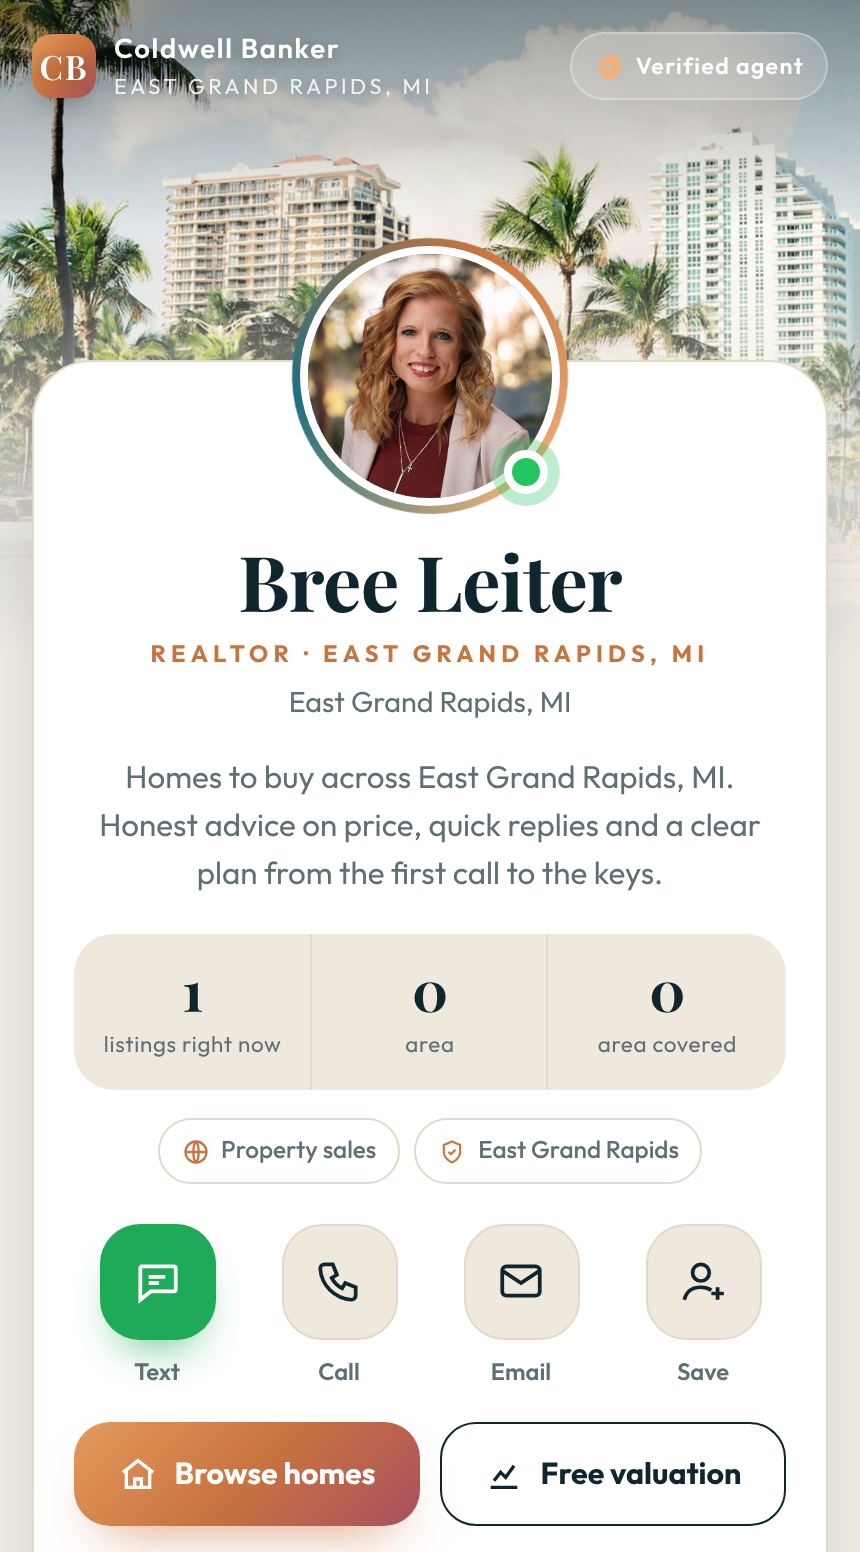 CB
Coldwell Banker
EAST GRAND RAPIDS, MI
Verified agent
Bree Leiter
REALTOR · EAST GRAND RAPIDS, MI
East Grand Rapids, MI
Homes to buy across East Grand Rapids, MI.
Honest advice on price, quick replies and a clear
plan from the first call to the keys.
1
listings right now
0
area
0
area covered
Property sales
East Grand Rapids
Text
Call
Email
Save
Browse homes
Free valuation